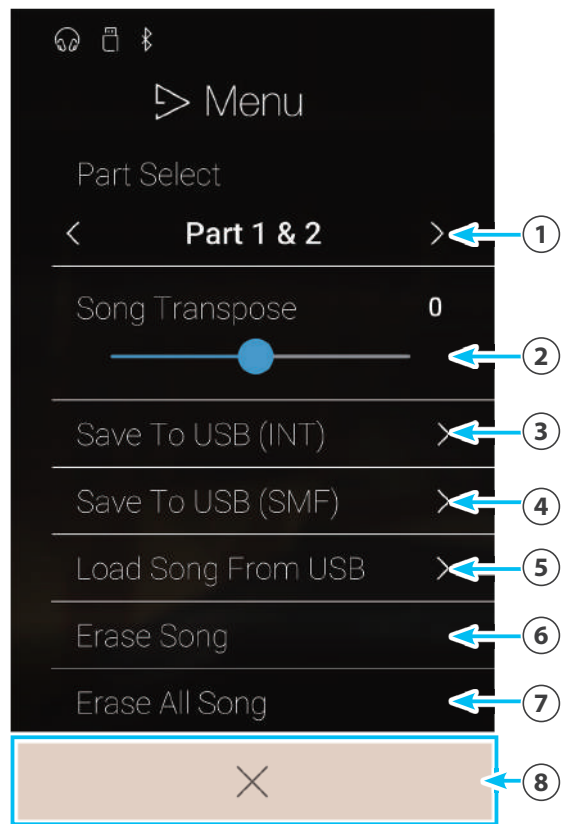 Menu
Part Select
< Part 1 & 2 > 1
Song Transpose 0
2
Save To USB (INT) > 3
Save To USB (SMF) > 4
Load Song From USB > 5
Erase Song 6
Erase All Song 7
× 8